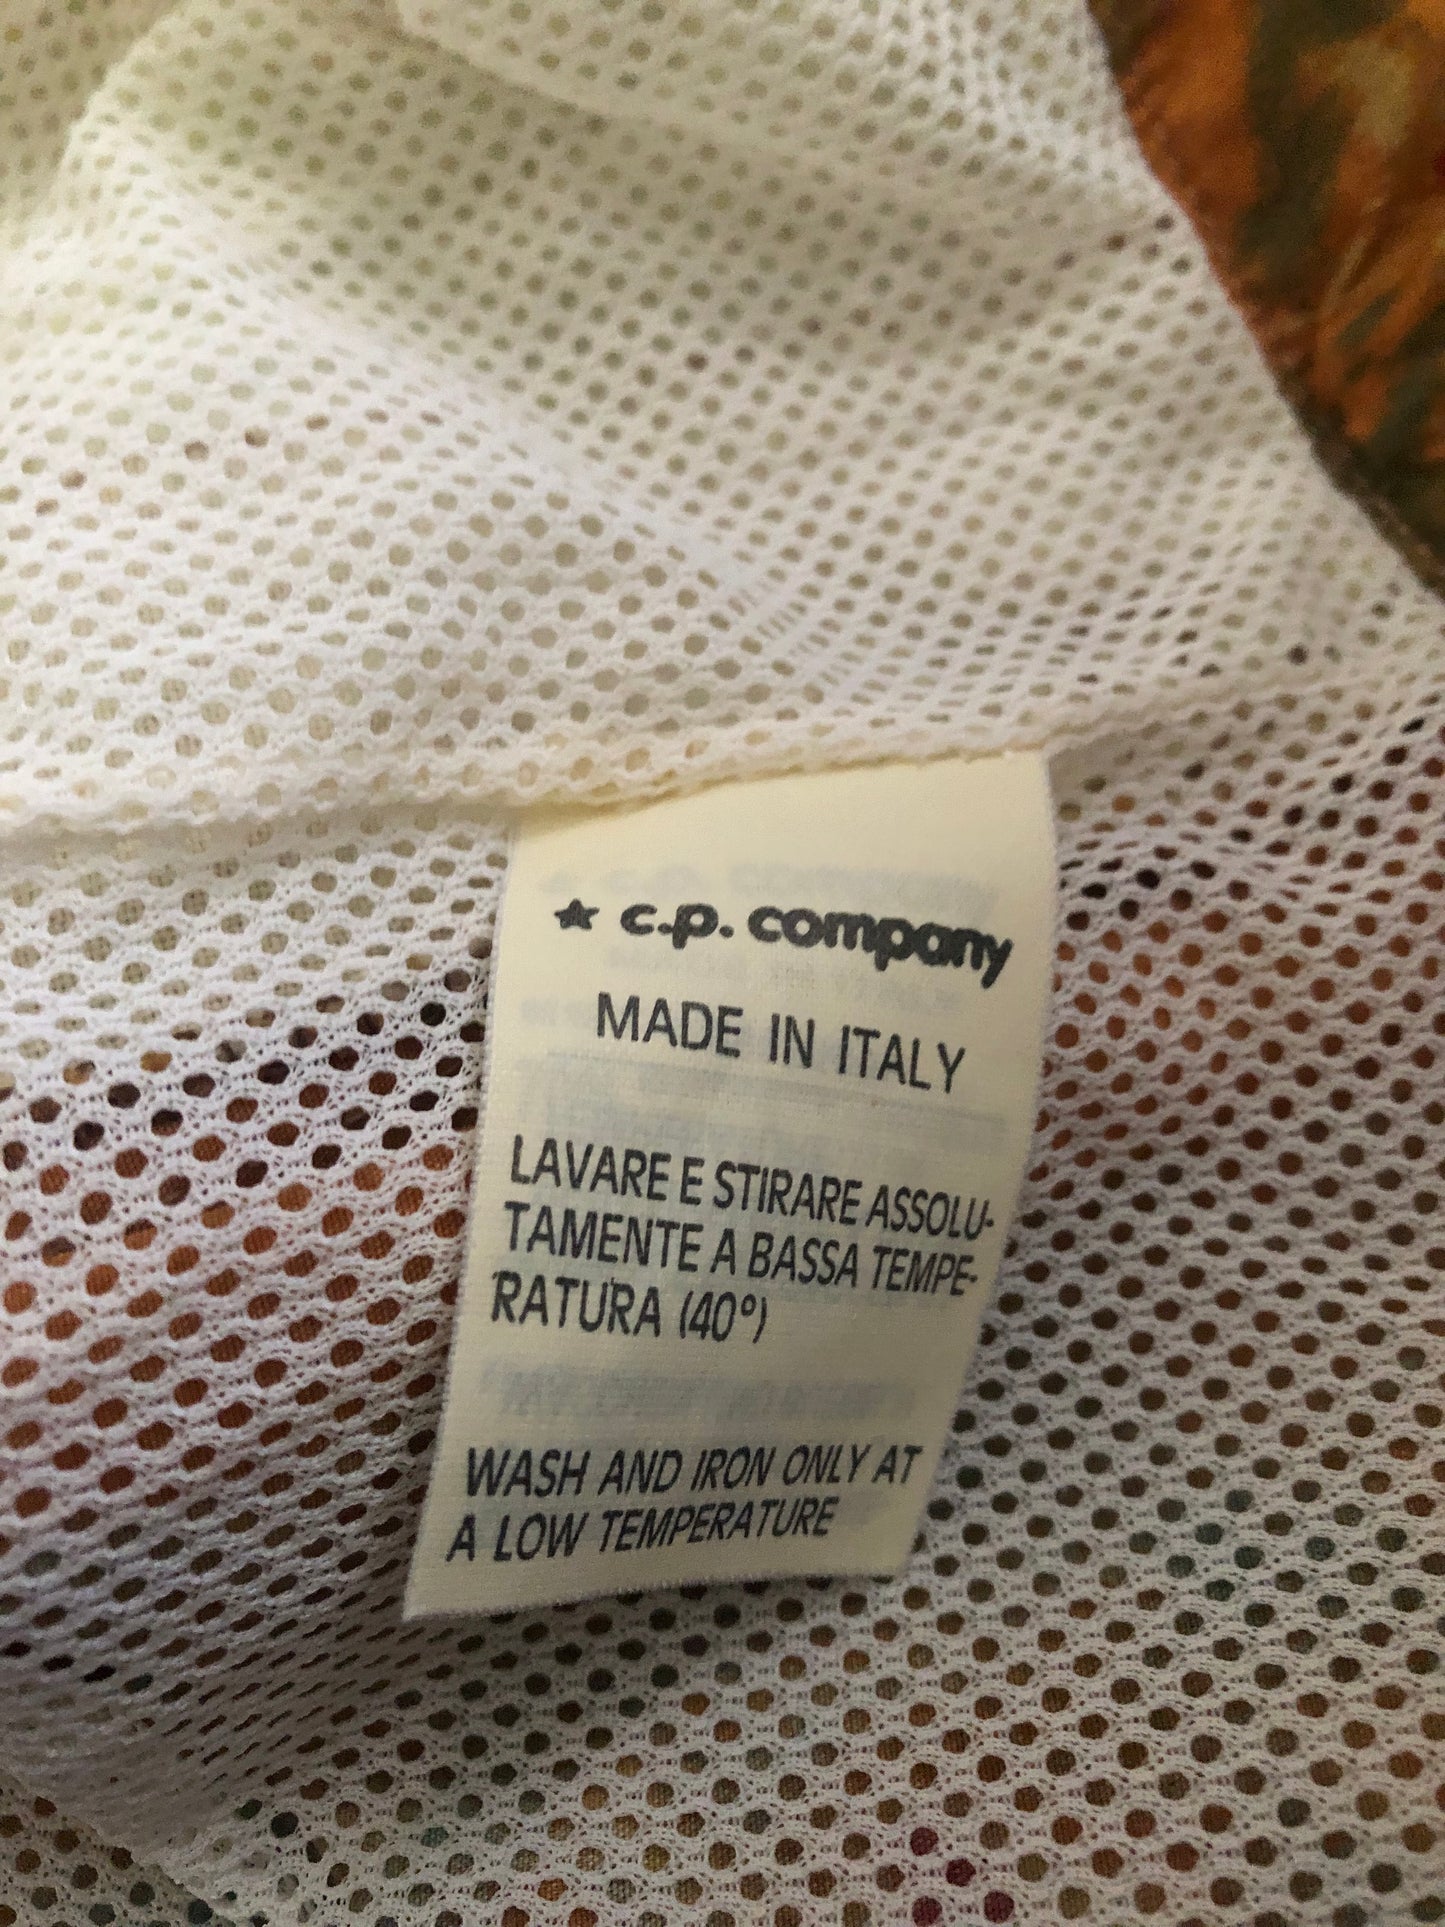 ★ c.p. company
MADE IN ITALY
LAVARE E STIRARE ASSOLU-
TAMENTE A BASSA TEMPE-
RATURA (40°)
WASH AND IRON ONLY AT
A LOW TEMPERATURE